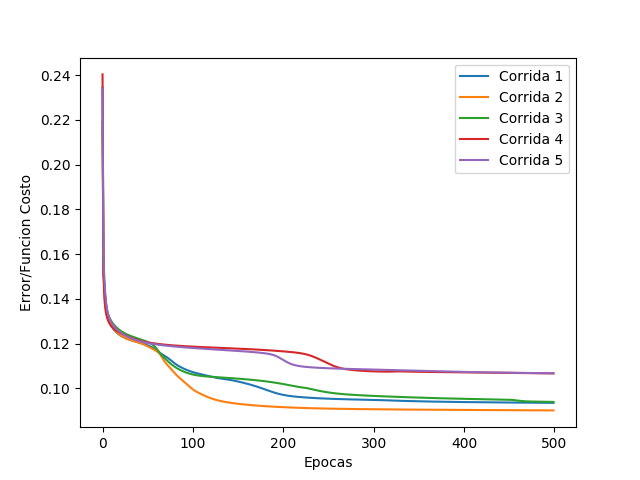 0.24
0.22
0.20
0.18
0.16
0.14
0.12
0.10
Error/Funcion Costo
Corrida 1
Corrida 2
Corrida 3
Corrida 4
Corrida 5
0 100 200 300 400 500
Epocas